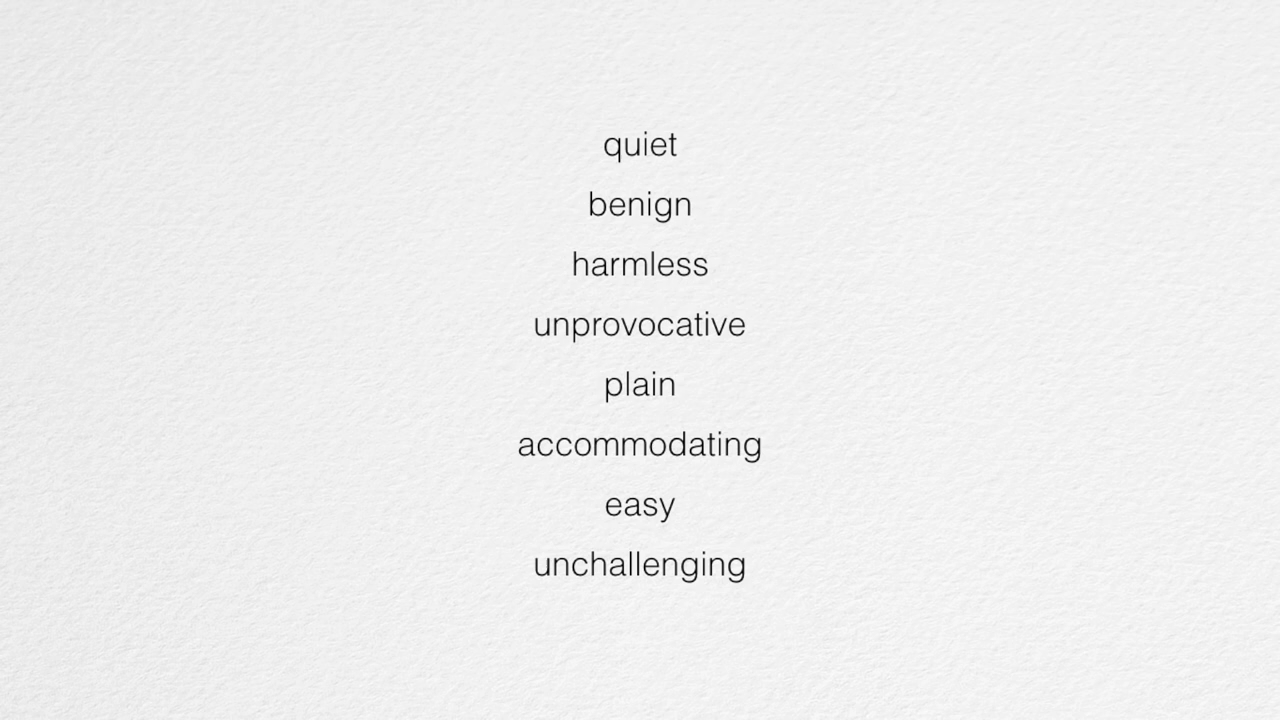 quiet
benign
harmless
unprovocative
plain
accommodating
easy
unchallenging